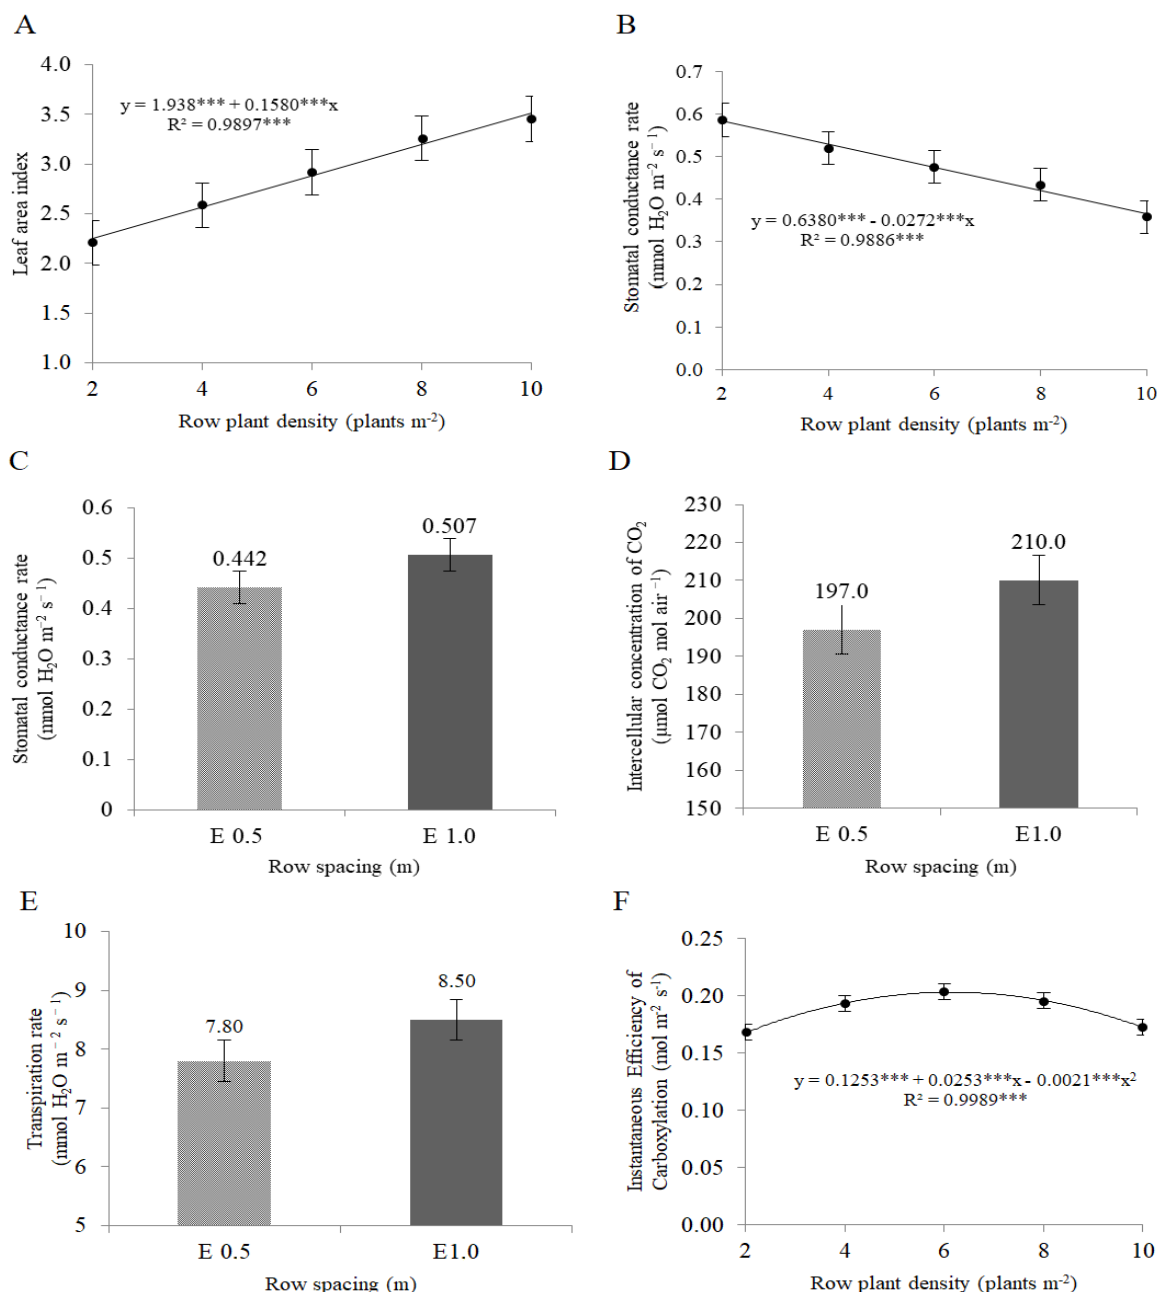 A
4.0
3.5
3.0
2.5
2.0
1.5
1.0
Leaf area index
y = 1.938*** + 0.1580***x
R² = 0.9897***
2 4 6 8 10
Row plant density (plants m⁻²)
B
0.7
0.6
0.5
0.4
0.3
0.2
0.1
0.0
Stomatal conductance rate
(mmol H₂O m⁻² s⁻¹)
y = 0.6380*** - 0.0272***x
R² = 0.9886***
2 4 6 8 10
Row plant density (plants m⁻²)
C
0.6
0.5
0.4
0.3
0.2
0.1
0
Stomatal conductance rate
(mmol H₂O m⁻² s⁻¹)
0.442
0.507
E 0.5 E 1.0
Row spacing (m)
D
230
220
210
200
190
180
170
160
150
Intercellular concentration of CO₂
(µmol CO₂ mol air⁻¹)
197.0
210.0
E 0.5 E1.0
Row spacing (m)
E
10
9
8
7
6
5
Transpiration rate
(mmol H₂O m⁻² s⁻¹)
7.80
8.50
E 0.5 E1.0
Row spacing (m)
F
0.25
0.20
0.15
0.10
0.05
0.00
Instantaneous Efficiency of
Carboxylation (mol m⁻² s⁻¹)
y = 0.1253*** + 0.0253***x - 0.0021***x²
R² = 0.9989***
2 4 6 8 10
Row plant density (plants m⁻²)